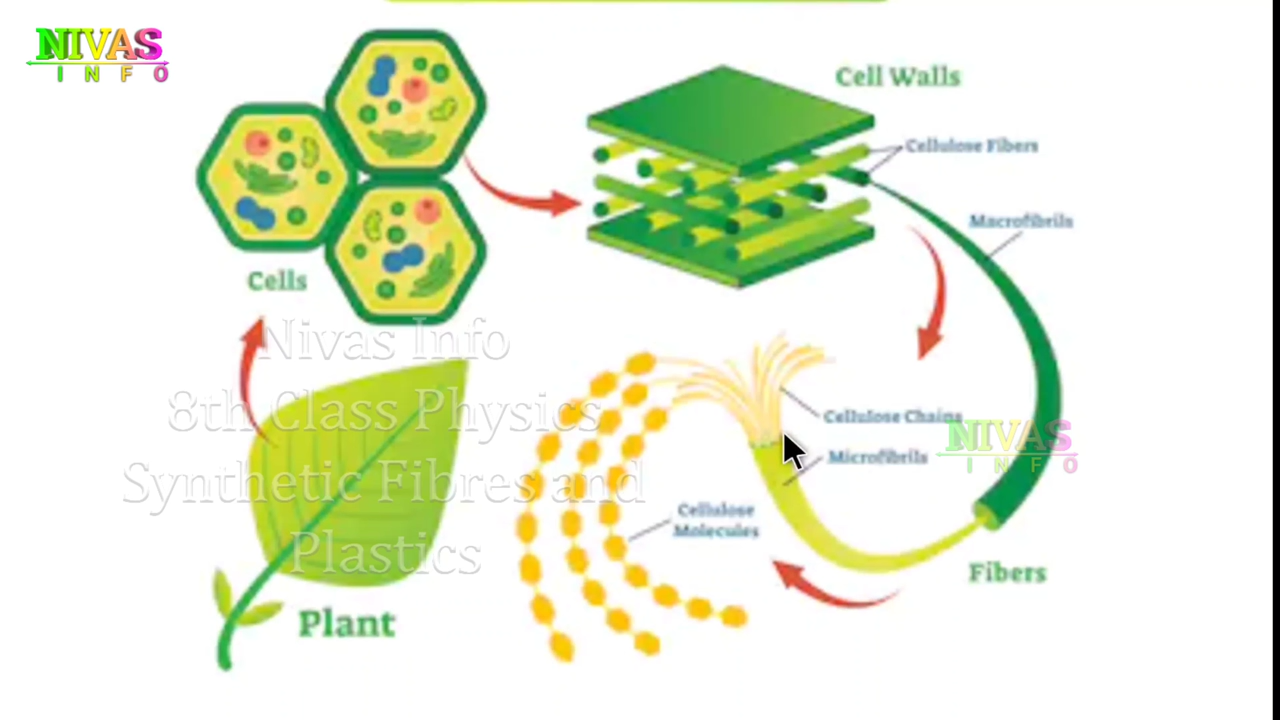 NIVAS
INFO
Cell Walls
Cellulose Fibers
Macrofibrils
Cells
Nivas Info
8th Class Physics
Synthetic Fibres and
Plastics
Cellulose Chains
NIVAS
INFO
Microfibrils
Cellulose
Molecules
Fibers
Plant